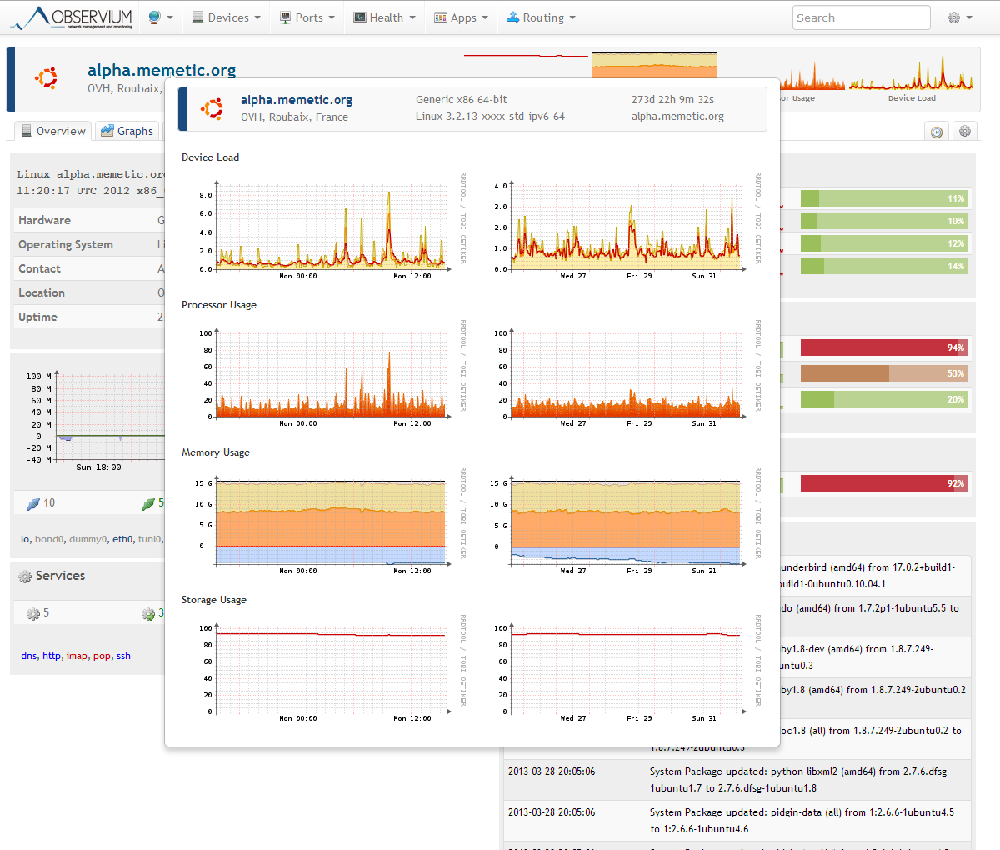 OBSERVIUM
network management and monitoring
Devices
Ports
Health
Apps
Routing
Search
alpha.memetic.org
OVH, Roubaix,
or Usage
Device Load
Overview
Graphs
Linux alpha.memetic.or
11:20:17 UTC 2012 x86_
Hardware
G
Operating System
Li
Contact
A
Location
O
Uptime
27
100 M
80 M
60 M
40 M
20 M
0
-20 M
-40 M
Sun 18:00
10
5
lo, bond0, dummy0, eth0, tunl0,
Services
5
3
dns, http, imap, pop, ssh
alpha.memetic.org
OVH, Roubaix, France
Generic x86 64-bit
Linux 3.2.13-xxxx-std-ipv6-64
273d 22h 9m 32s
alpha.memetic.org
Device Load
8.0
6.0
4.0
2.0
0.0
Mon 00:00
Mon 12:00
RRDTOOL / TOBI OETIKER
4.0
3.0
2.0
1.0
0.0
Wed 27
Fri 29
Sun 31
RRDTOOL / TOBI OETIKER
Processor Usage
100
80
60
40
20
0
Mon 00:00
Mon 12:00
RRDTOOL / TOBI OETIKER
100
80
60
40
20
0
Wed 27
Fri 29
Sun 31
RRDTOOL / TOBI OETIKER
Memory Usage
15 G
10 G
5 G
0
Mon 00:00
Mon 12:00
RRDTOOL / TOBI OETIKER
15 G
10 G
5 G
0
Wed 27
Fri 29
Sun 31
RRDTOOL / TOBI OETIKER
Storage Usage
100
80
60
40
20
0
Mon 00:00
Mon 12:00
RRDTOOL / TOBI OETIKER
100
80
60
40
20
0
Wed 27
Fri 29
Sun 31
RRDTOOL / TOBI OETIKER
11%
10%
12%
14%
94%
53%
20%
92%
underbird (amd64) from 17.0.2+build1-
build1-0ubuntu0.10.04.1
do (amd64) from 1.7.2p1-1ubuntu5.5 to
by1.8-dev (amd64) from 1.8.7.249-
untu0.3
by1.8 (amd64) from 1.8.7.249-2ubuntu0.2
oc1.8 (all) from 1.8.7.249-2ubuntu0.2 to
1.8.7.249-2ubuntu0.3
2013-03-28 20:05:06
System Package updated: python-libxml2 (amd64) from 2.7.6.dfsg-
1ubuntu1.7 to 2.7.6.dfsg-1ubuntu1.8
2013-03-28 20:05:06
System Package updated: pidgin-data (all) from 1:2.6.6-1ubuntu4.5
to 1:2.6.6-1ubuntu4.6